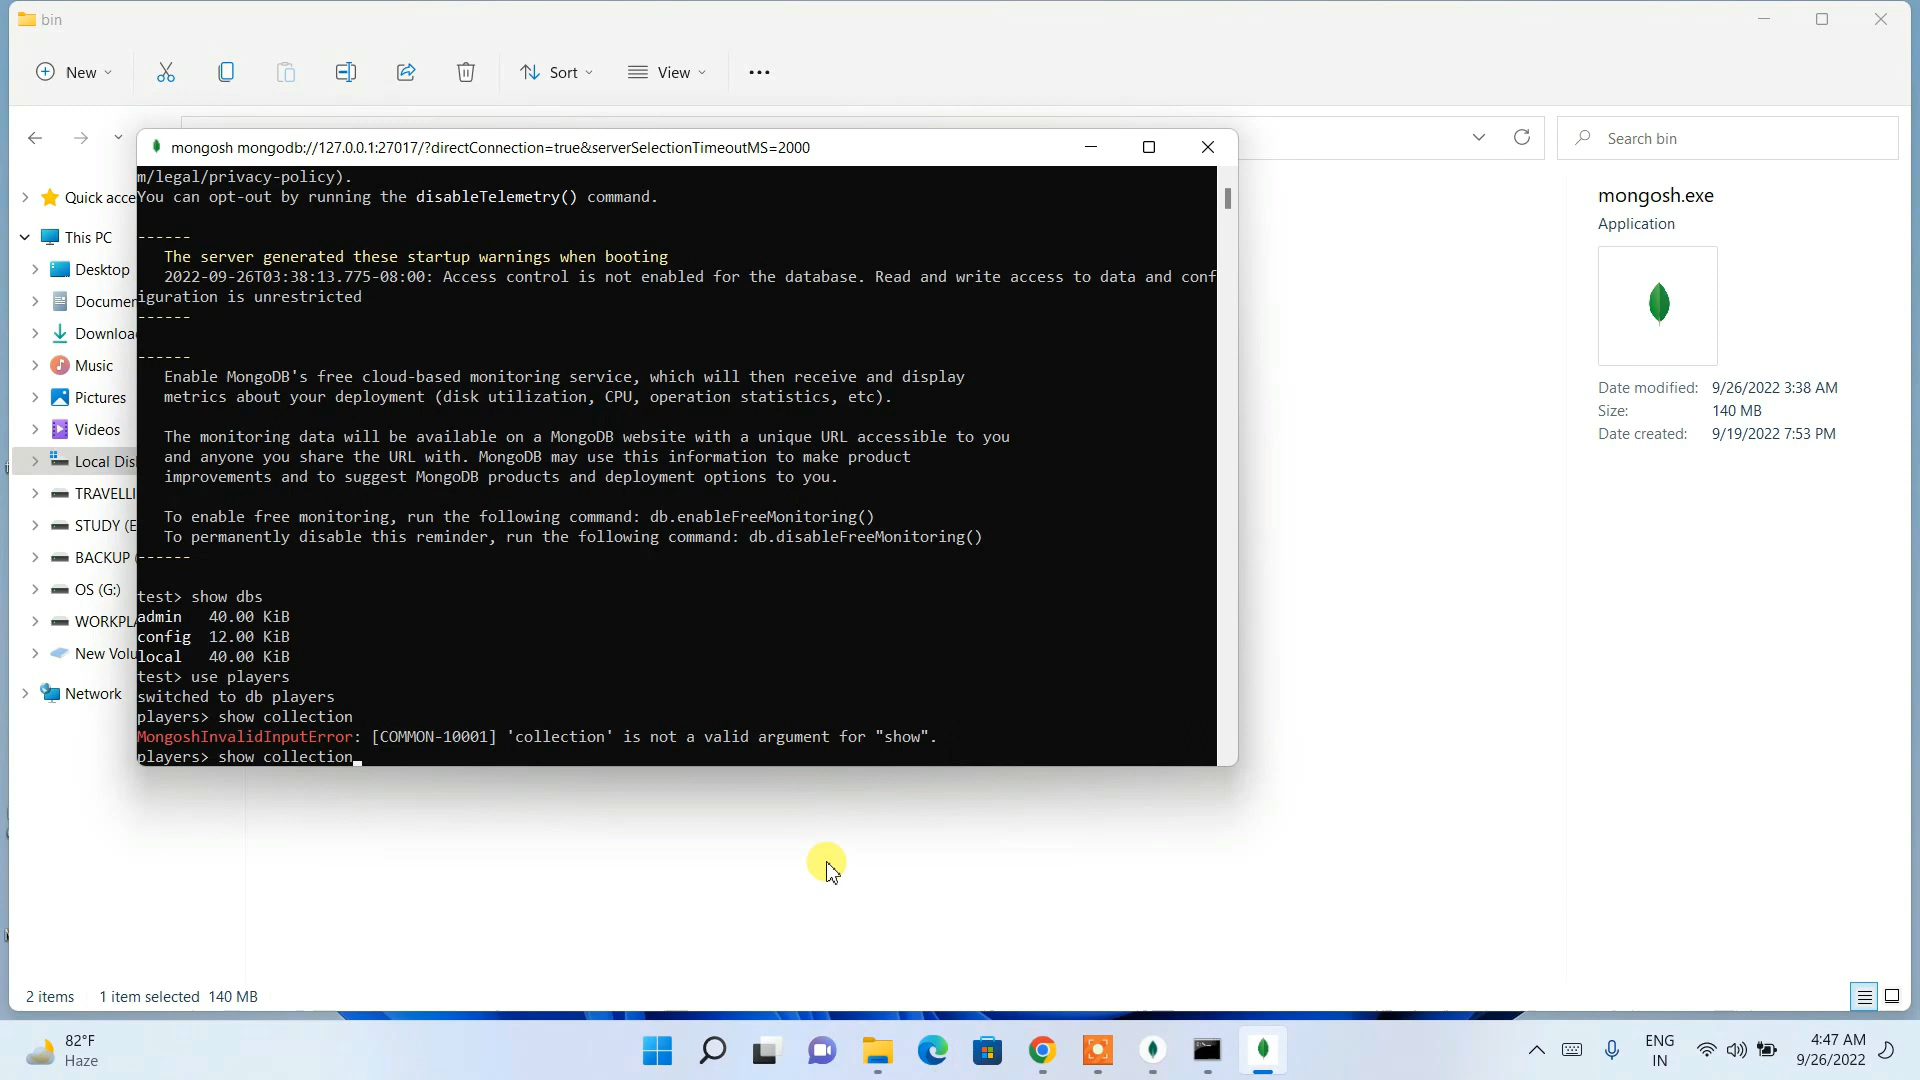 bin
New
Sort
View
Search bin
mongosh mongodb://127.0.0.1:27017/?directConnection=true&serverSelectionTimeoutMS=2000
m/legal/privacy-policy).
You can opt-out by running the disableTelemetry() command.
------
The server generated these startup warnings when booting
2022-09-26T03:38:13.775-08:00: Access control is not enabled for the database. Read and write access to data and conf
iguration is unrestricted
------
------
Enable MongoDB's free cloud-based monitoring service, which will then receive and display
metrics about your deployment (disk utilization, CPU, operation statistics, etc).
The monitoring data will be available on a MongoDB website with a unique URL accessible to you
and anyone you share the URL with. MongoDB may use this information to make product
improvements and to suggest MongoDB products and deployment options to you.
To enable free monitoring, run the following command: db.enableFreeMonitoring()
To permanently disable this reminder, run the following command: db.disableFreeMonitoring()
------
test> show dbs
admin 40.00 KiB
config 12.00 KiB
local 40.00 KiB
test> use players
switched to db players
players> show collection
MongoshInvalidInputError: [COMMON-10001] 'collection' is not a valid argument for "show".
players> show collection
Quick acce
This PC
Desktop
Documen
Downloa
Music
Pictures
Videos
Local Dis
TRAVELLI
STUDY (E
BACKUP
OS (G:)
WORKPL
New Volu
Network
mongosh.exe
Application
Date modified: 9/26/2022 3:38 AM
Size: 140 MB
Date created: 9/19/2022 7:53 PM
2 items 1 item selected 140 MB
82°F
Haze
ENG
IN
4:47 AM
9/26/2022